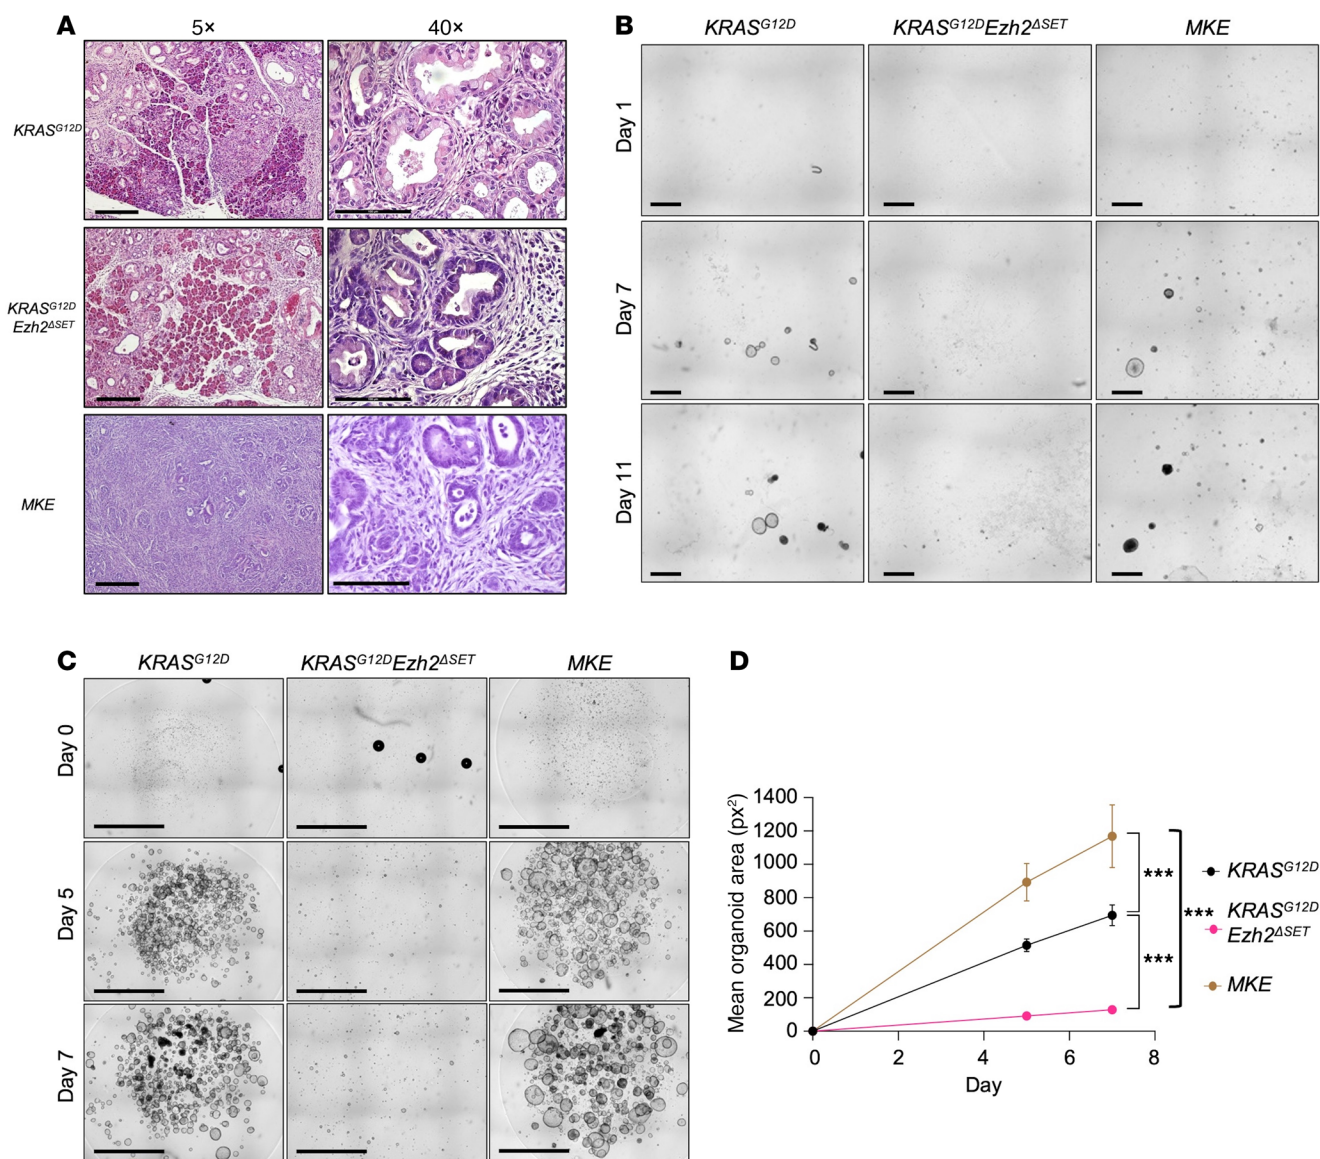 A
5×
40×
KRAS^G12D
KRAS^G12D
Ezh2^ΔSET
MKE
B
KRAS^G12D
KRAS^G12D Ezh2^ΔSET
MKE
Day 1
Day 7
Day 11
C
KRAS^G12D
KRAS^G12D Ezh2^ΔSET
MKE
Day 0
Day 5
Day 7
D
Mean organoid area (px²)
1400
1200
1000
800
600
400
200
0
0
2
4
6
8
Day
***
***
***
KRAS^G12D
KRAS^G12D
Ezh2^ΔSET
MKE